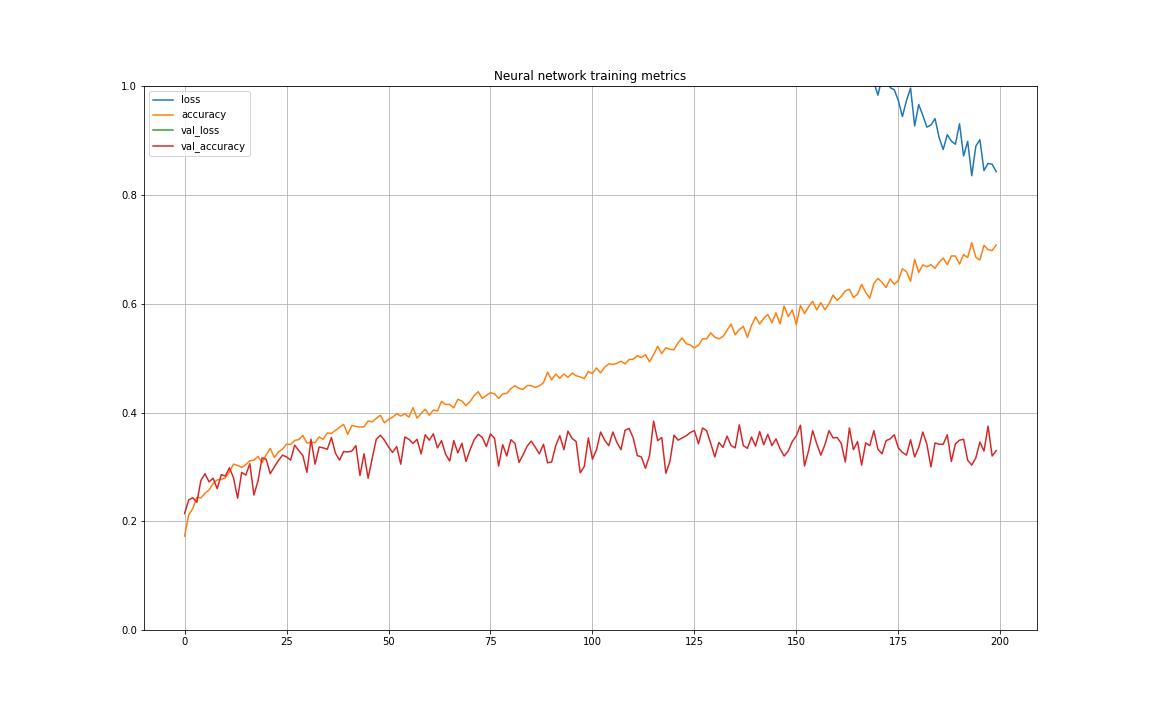 Neural network training metrics
1.0
loss
accuracy
val_loss
val_accuracy
0.8
0.6
0.4
0.2
0.0
0 25 50 75 100 125 150 175 200